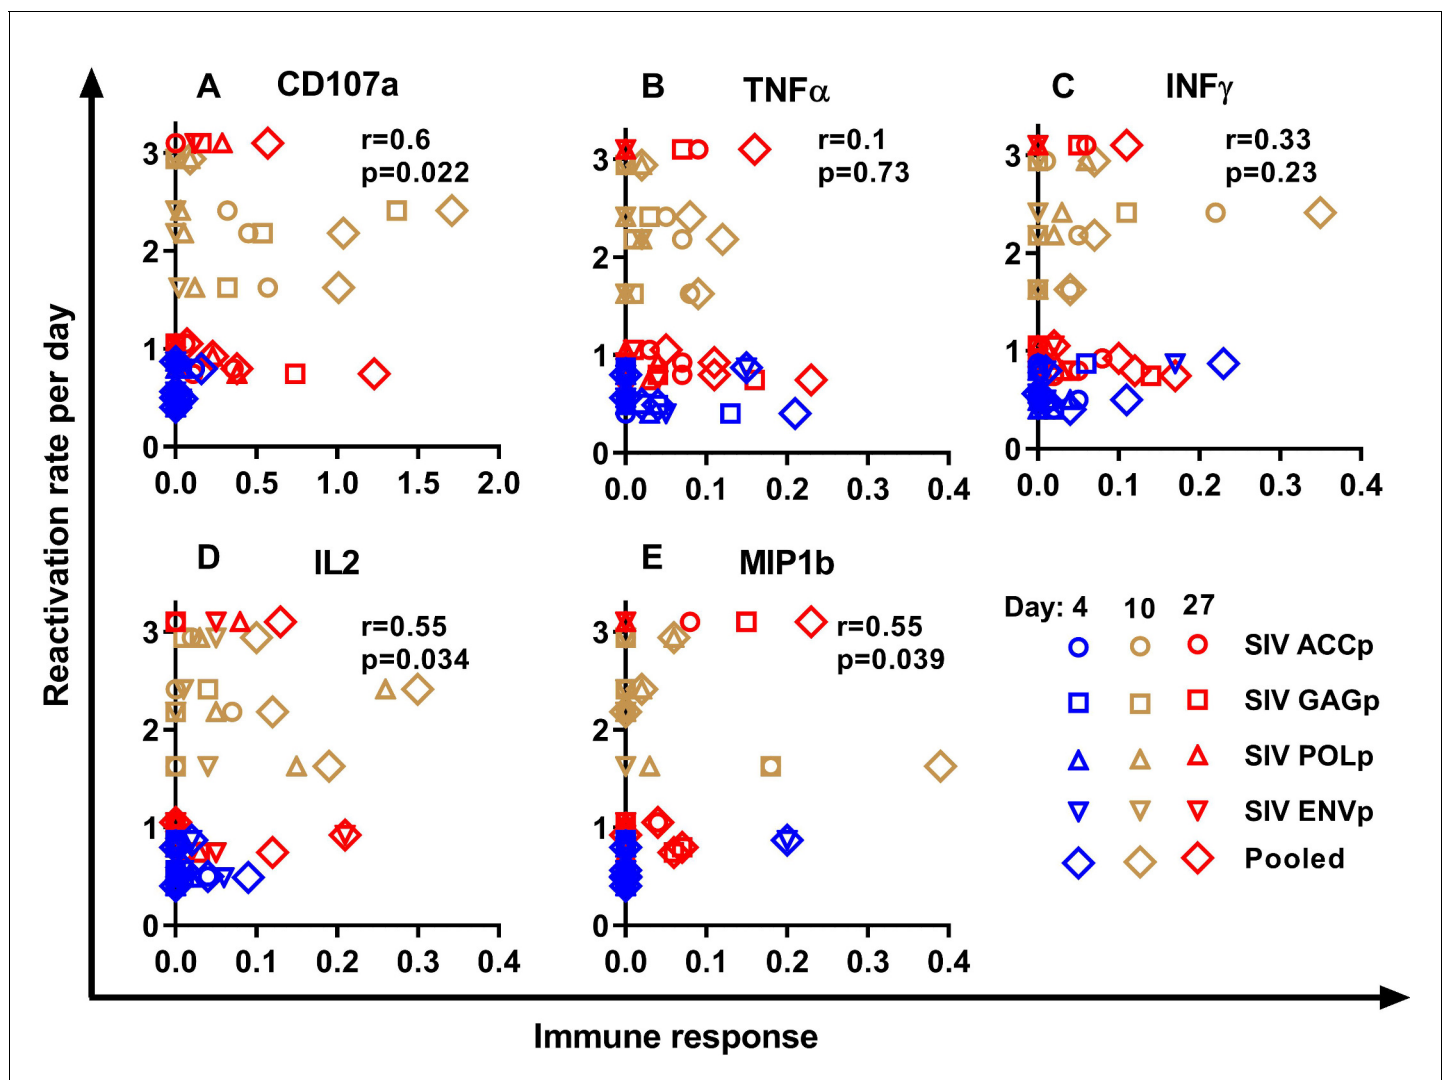 A CD107a
r=0.6
p=0.022
3
2
1
0
0.0 0.5 1.0 1.5 2.0
B TNFα
r=0.1
p=0.73
3
2
1
0
0.0 0.1 0.2 0.3 0.4
C INFγ
r=0.33
p=0.23
3
2
1
0
0.0 0.1 0.2 0.3 0.4
Reactivation rate per day
D IL2
r=0.55
p=0.034
3
2
1
0
0.0 0.1 0.2 0.3 0.4
E MIP1b
r=0.55
p=0.039
3
2
1
0
0.0 0.1 0.2 0.3 0.4
Day: 4 10 27
SIV ACCp
SIV GAGp
SIV POLp
SIV ENVp
Pooled
Immune response